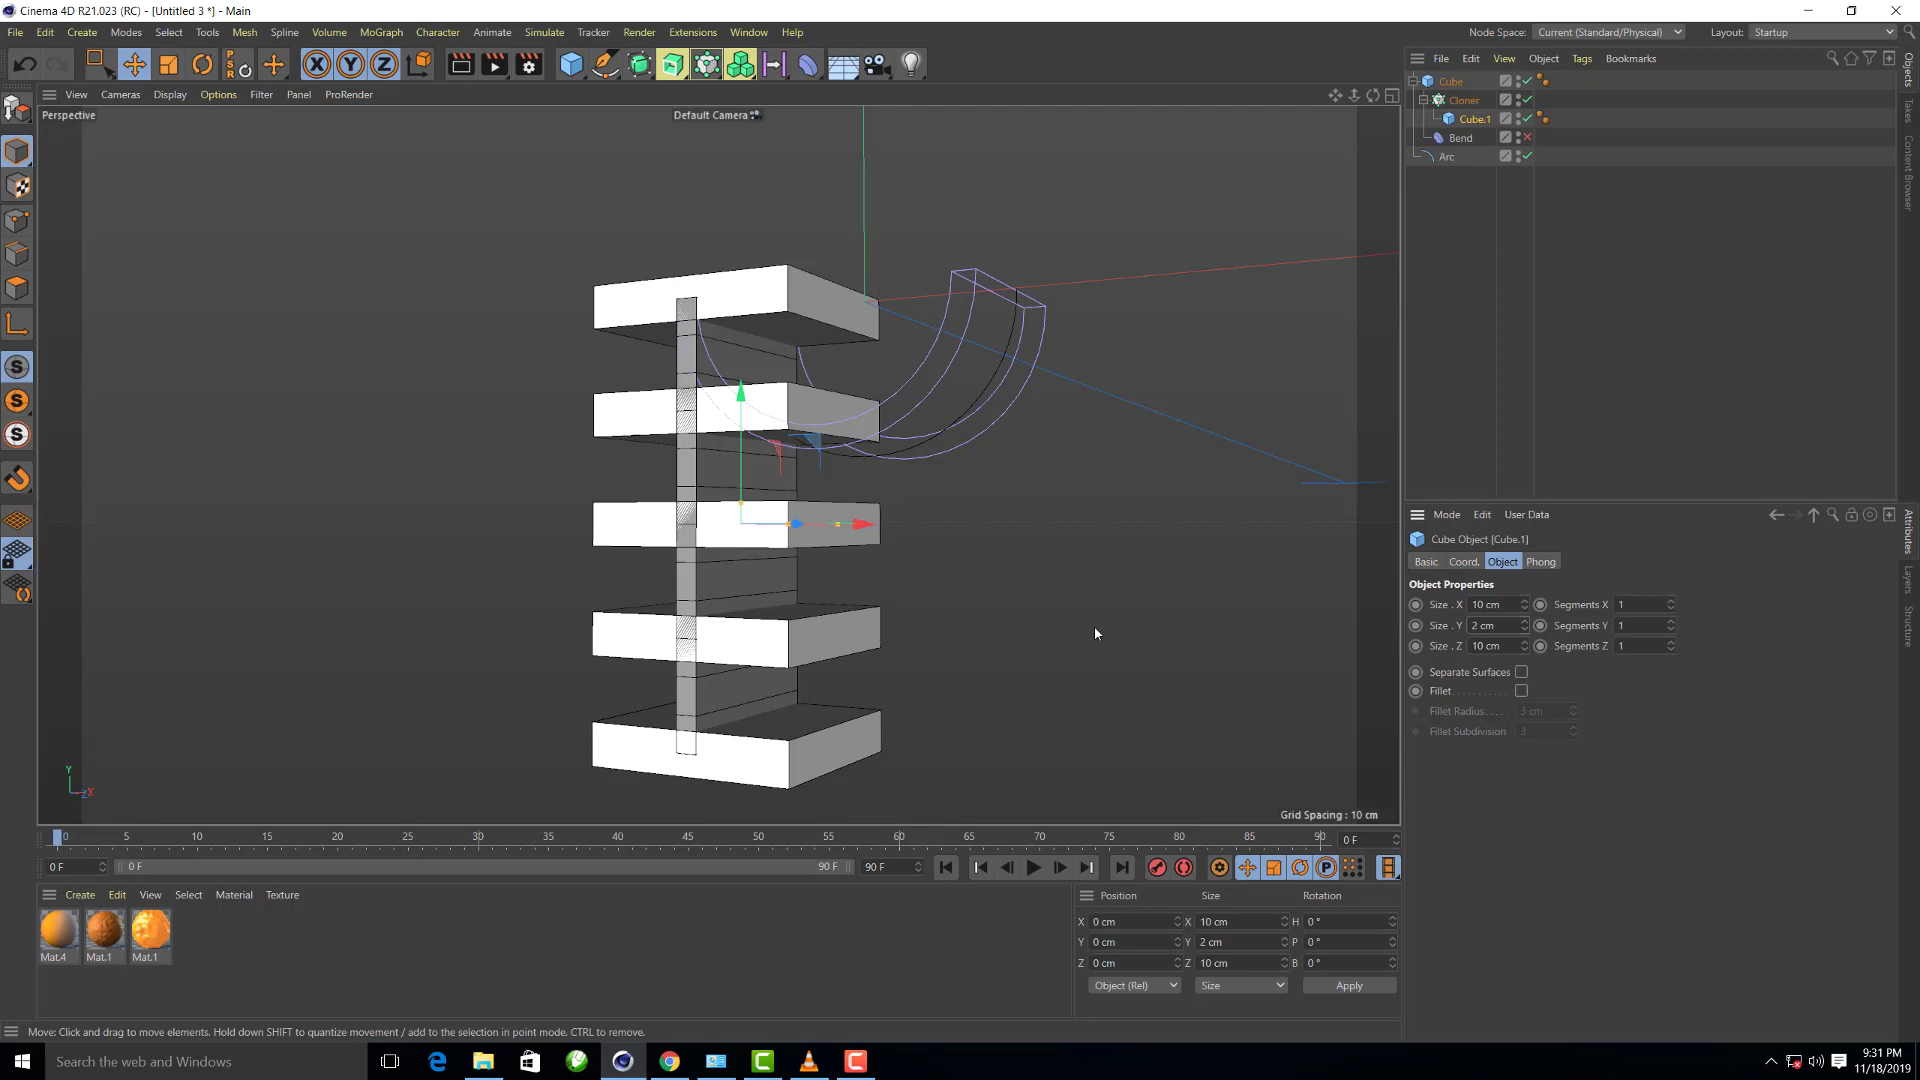 Cinema 4D R21.023 (RC) - [Untitled 3 *] - Main
File Edit Create Modes Select Tools Mesh Spline Volume MoGraph Character Animate Simulate Tracker Render Extensions Window Help Node Space: Current (Standard/Physical) Layout: Startup
X Y Z
PSR
File Edit View Object Tags Bookmarks
View Cameras Display Options Filter Panel ProRender
Perspective Default Camera
Cube
Cloner
Cube.1
Bend
Arc
Objects
Takes
Content Browser
Mode Edit User Data
Cube Object [Cube.1]
Basic Coord. Object Phong
Object Properties
Size . X 10 cm Segments X 1
Size . Y 2 cm Segments Y 1
Size . Z 10 cm Segments Z 1
Separate Surfaces
Fillet . . . . . . . . . .
Fillet Radius. . . . . 3 cm
Fillet Subdivision 3
Attributes
Layers
Structure
Y
Z X
Grid Spacing : 10 cm
0 5 10 15 20 25 30 35 40 45 50 55 60 65 70 75 80 85 90 0 F
0 F 0 F 90 F 90 F
Create Edit View Select Material Texture
Mat.4 Mat.1 Mat.1
Position Size Rotation
X 0 cm X 10 cm H 0 °
Y 0 cm Y 2 cm P 0 °
Z 0 cm Z 10 cm B 0 °
Object (Rel) Size Apply
Move: Click and drag to move elements. Hold down SHIFT to quantize movement / add to the selection in point mode, CTRL to remove.
Search the web and Windows
9:31 PM
11/18/2019